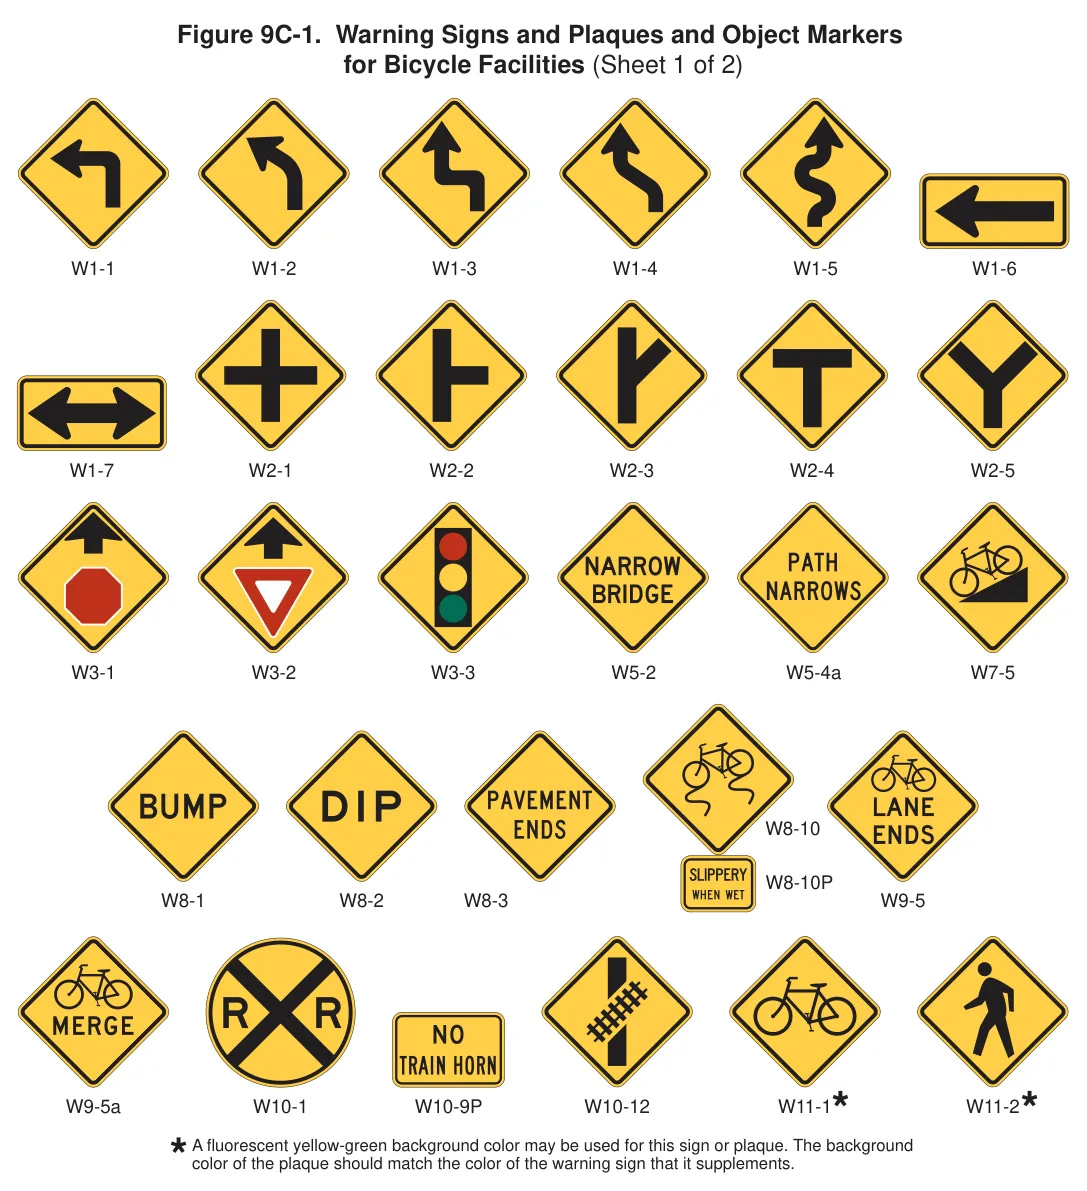 Figure 9C-1. Warning Signs and Plaques and Object Markers
for Bicycle Facilities (Sheet 1 of 2)
W1-1
W1-2
W1-3
W1-4
W1-5
W1-6
W1-7
W2-1
W2-2
W2-3
W2-4
W2-5
W3-1
W3-2
W3-3
NARROW
BRIDGE
W5-2
PATH
NARROWS
W5-4a
W7-5
BUMP
W8-1
DIP
W8-2
PAVEMENT
ENDS
W8-3
W8-10
SLIPPERY
WHEN WET
W8-10P
LANE
ENDS
W9-5
MERGE
W9-5a
R R
W10-1
NO
TRAIN HORN
W10-9P
W10-12
W11-1*
W11-2*
* A fluorescent yellow-green background color may be used for this sign or plaque. The background
color of the plaque should match the color of the warning sign that it supplements.